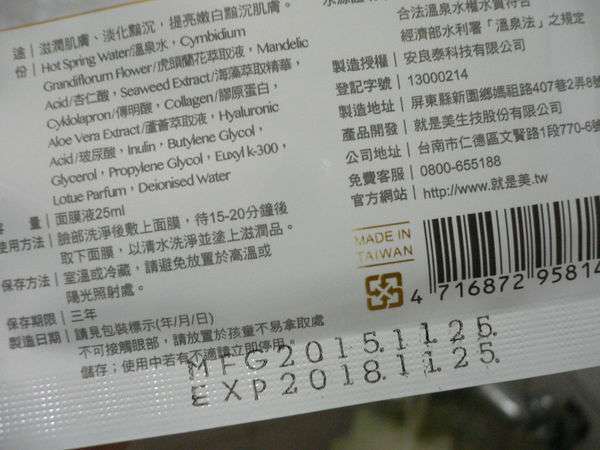 途｜滋潤肌膚、淡化黯沉，提亮嫩白黯沉肌膚。
份｜Hot Spring Water/溫泉水，Cymbidium
Grandiflorum Flower/虎頭蘭花萃取液，Mandelic
Acid/杏仁酸，Seaweed Extract/海藻萃取精華，
Cyklolapron/傳明酸，Collagen/膠原蛋白，
Aloe Vera Extract/蘆薈萃取液，Hyaluronic
Acid/玻尿酸，Inulin，Butylene Glycol，
Glycerol，Propylene Glycol，Euxyl k-300，
Lotue Parfum，Deionised Water
量｜面膜液25ml
使用方法｜臉部洗淨後敷上面膜，待15-20分鐘後
取下面膜，以清水洗淨並塗上滋潤品。
保存方法｜室溫或冷藏，請避免放置於高溫或
陽光照射處。
保存期限｜三年
製造日期｜請見包裝標示(年/月/日)
不可接觸眼部，請放置於孩童不易拿取處
儲存；使用中若有不適請立即停用。
合法溫泉水權水質符合
經濟部水利署「溫泉法」之規定
製造授權｜安良泰科技有限公司
登記字號｜13000214
製造地址｜屏東縣新園鄉媽祖路407巷2弄8號
產品開發｜就是美生技股份有限公司
公司地址｜台南市仁德區文賢路1段770-6號
免費客服｜0800-655188
官方網站｜http://www.就是美.tw
MADE IN
TAIWAN
4 716872 95814
MFG2015.11.25.
EXP2018.11.25.